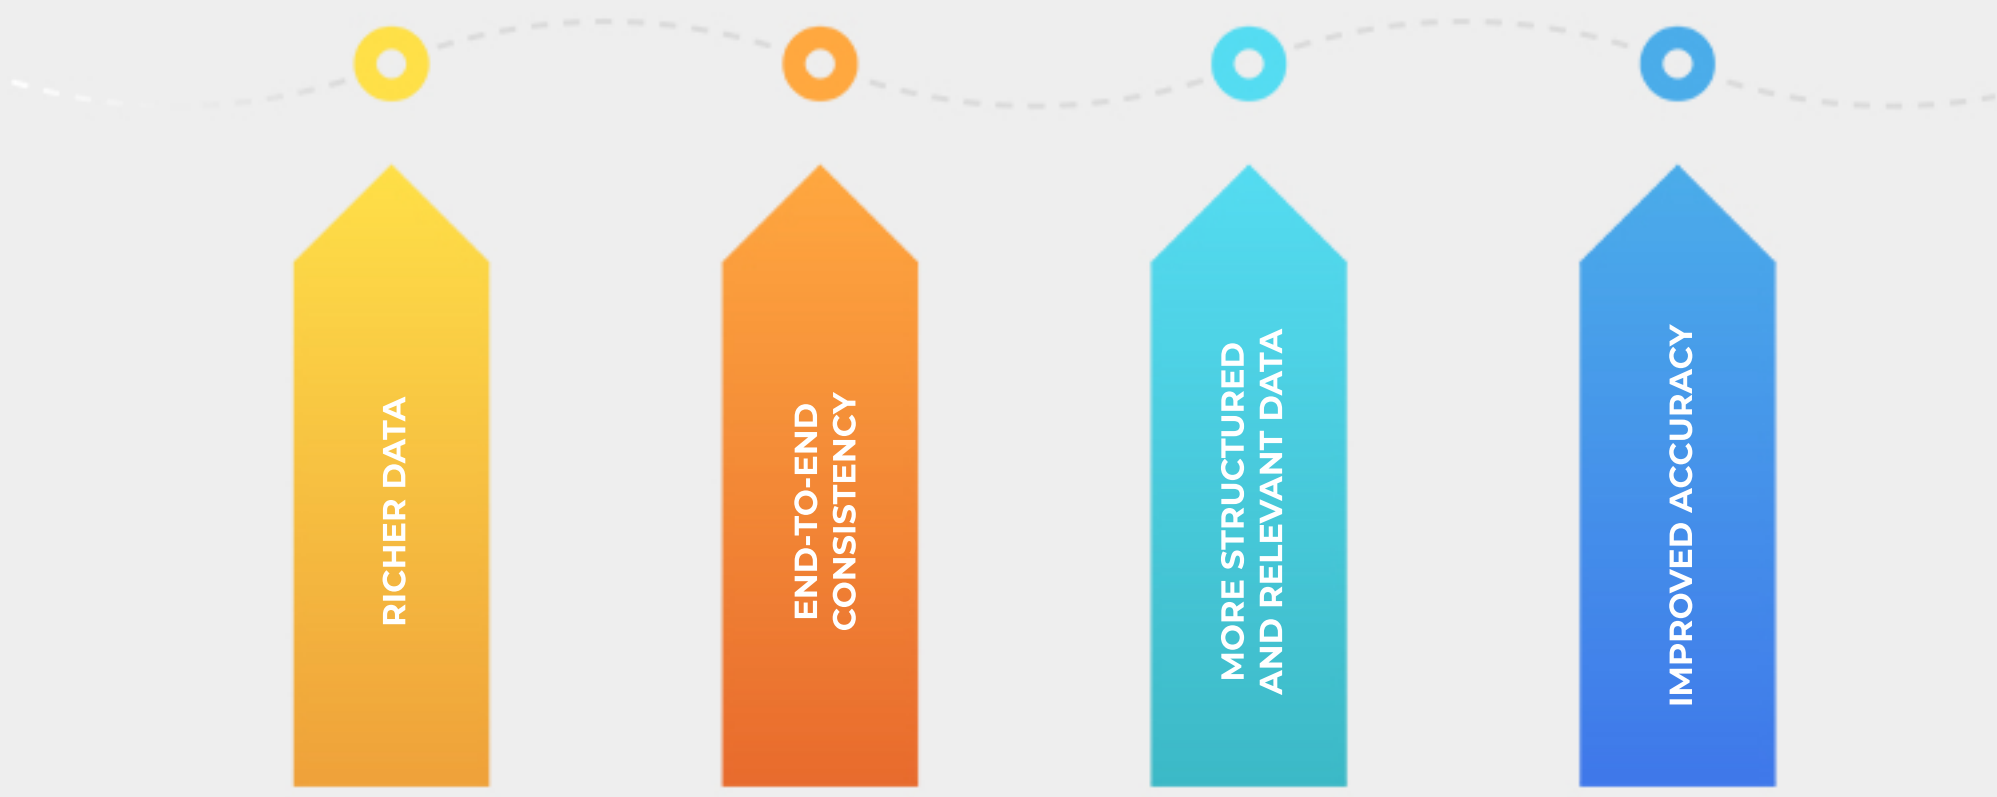 RICHER DATA
END-TO-END
CONSISTENCY
MORE STRUCTURED
AND RELEVANT DATA
IMPROVED ACCURACY